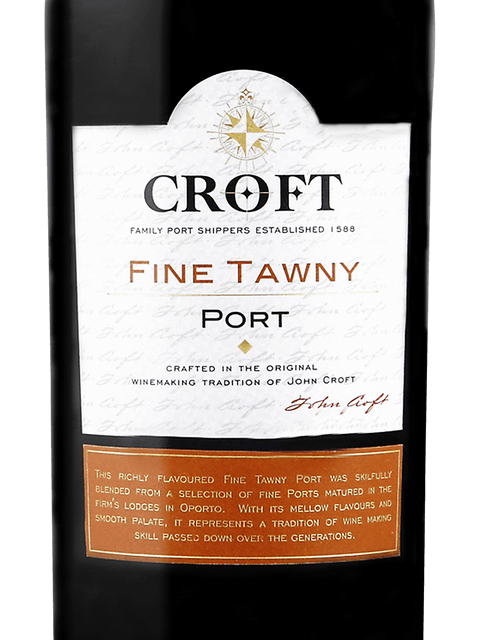 CROFT
FAMILY PORT SHIPPERS ESTABLISHED 1588
FINE TAWNY
PORT
CRAFTED IN THE ORIGINAL
WINEMAKING TRADITION OF JOHN CROFT
John Croft
THIS RICHLY FLAVOURED FINE TAWNY PORT WAS SKILFULLY
BLENDED FROM A SELECTION OF FINE PORTS MATURED IN THE
FIRM'S LODGES IN OPORTO. WITH ITS MELLOW FLAVOURS AND
SMOOTH PALATE, IT REPRESENTS A TRADITION OF WINE MAKING
SKILL PASSED DOWN OVER THE GENERATIONS.